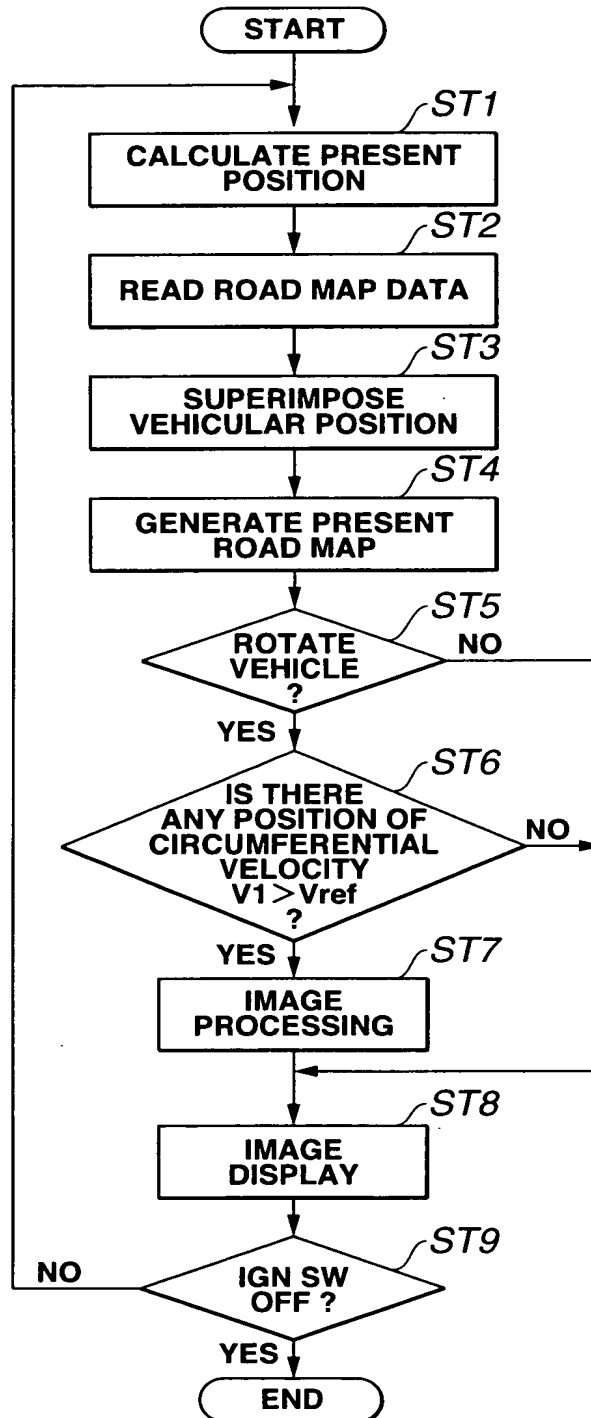 START
ST1
CALCULATE PRESENT
POSITION
ST2
READ ROAD MAP DATA
ST3
SUPERIMPOSE
VEHICULAR POSITION
ST4
GENERATE PRESENT
ROAD MAP
ST5
ROTATE
VEHICLE
?
NO
YES
ST6
IS THERE
ANY POSITION OF
CIRCUMFERENTIAL
VELOCITY
V1>Vref
?
NO
YES
ST7
IMAGE
PROCESSING
ST8
IMAGE
DISPLAY
ST9
IGN SW
OFF ?
NO
YES
END